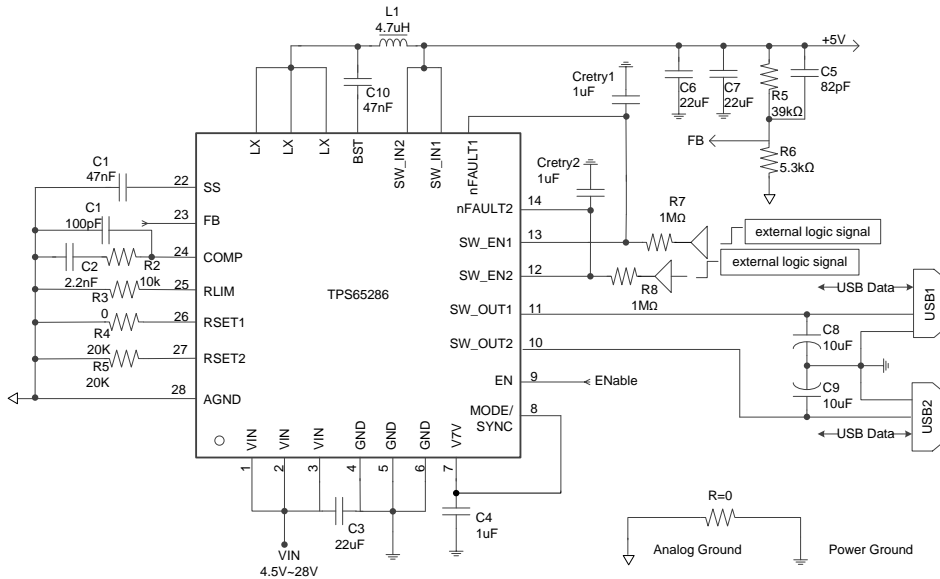 L1
4.7uH
+5V
Cretry1
1uF
C10
47nF
C6
22uF
C7
22uF
R5
39kΩ
C5
82pF
LX
LX
LX
BST
SW_IN2
SW_IN1
nFAULT1
FB
R6
5.3kΩ
Cretry2
1uF
C1
47nF
22
SS
nFAULT2
14
C1
100pF
23
FB
R7
1MΩ
external logic signal
SW_EN1
13
24
COMP
C2
2.2nF
R2
10k
SW_EN2
12
external logic signal
R8
1MΩ
25
RLIM
R3
0
TPS65286
USB Data
USB1
SW_OUT1
11
26
RSET1
R4
20K
C8
10uF
SW_OUT2
10
27
RSET2
R5
20K
EN
9
ENable
C9
10uF
28
AGND
MODE/
SYNC
8
USB2
USB Data
VIN
VIN
VIN
GND
GND
GND
V7V
1
2
3
4
5
6
7
C3
22uF
C4
1uF
VIN
4.5V~28V
R=0
Analog Ground
Power Ground